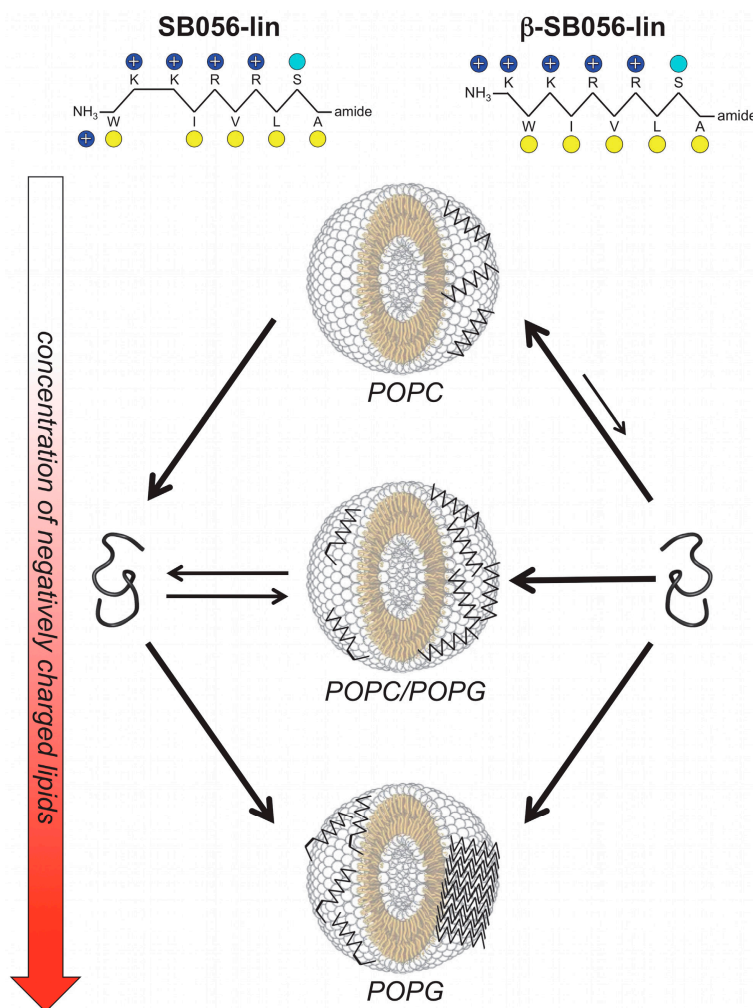 SB056-lin
β-SB056-lin
+ + + +
K K R R S
NH3 amide
W I V L A
+
+ + + + +
K K R R S
NH3 amide
W I V L A
POPC
concentration of negatively charged lipids
POPC/POPG
POPG